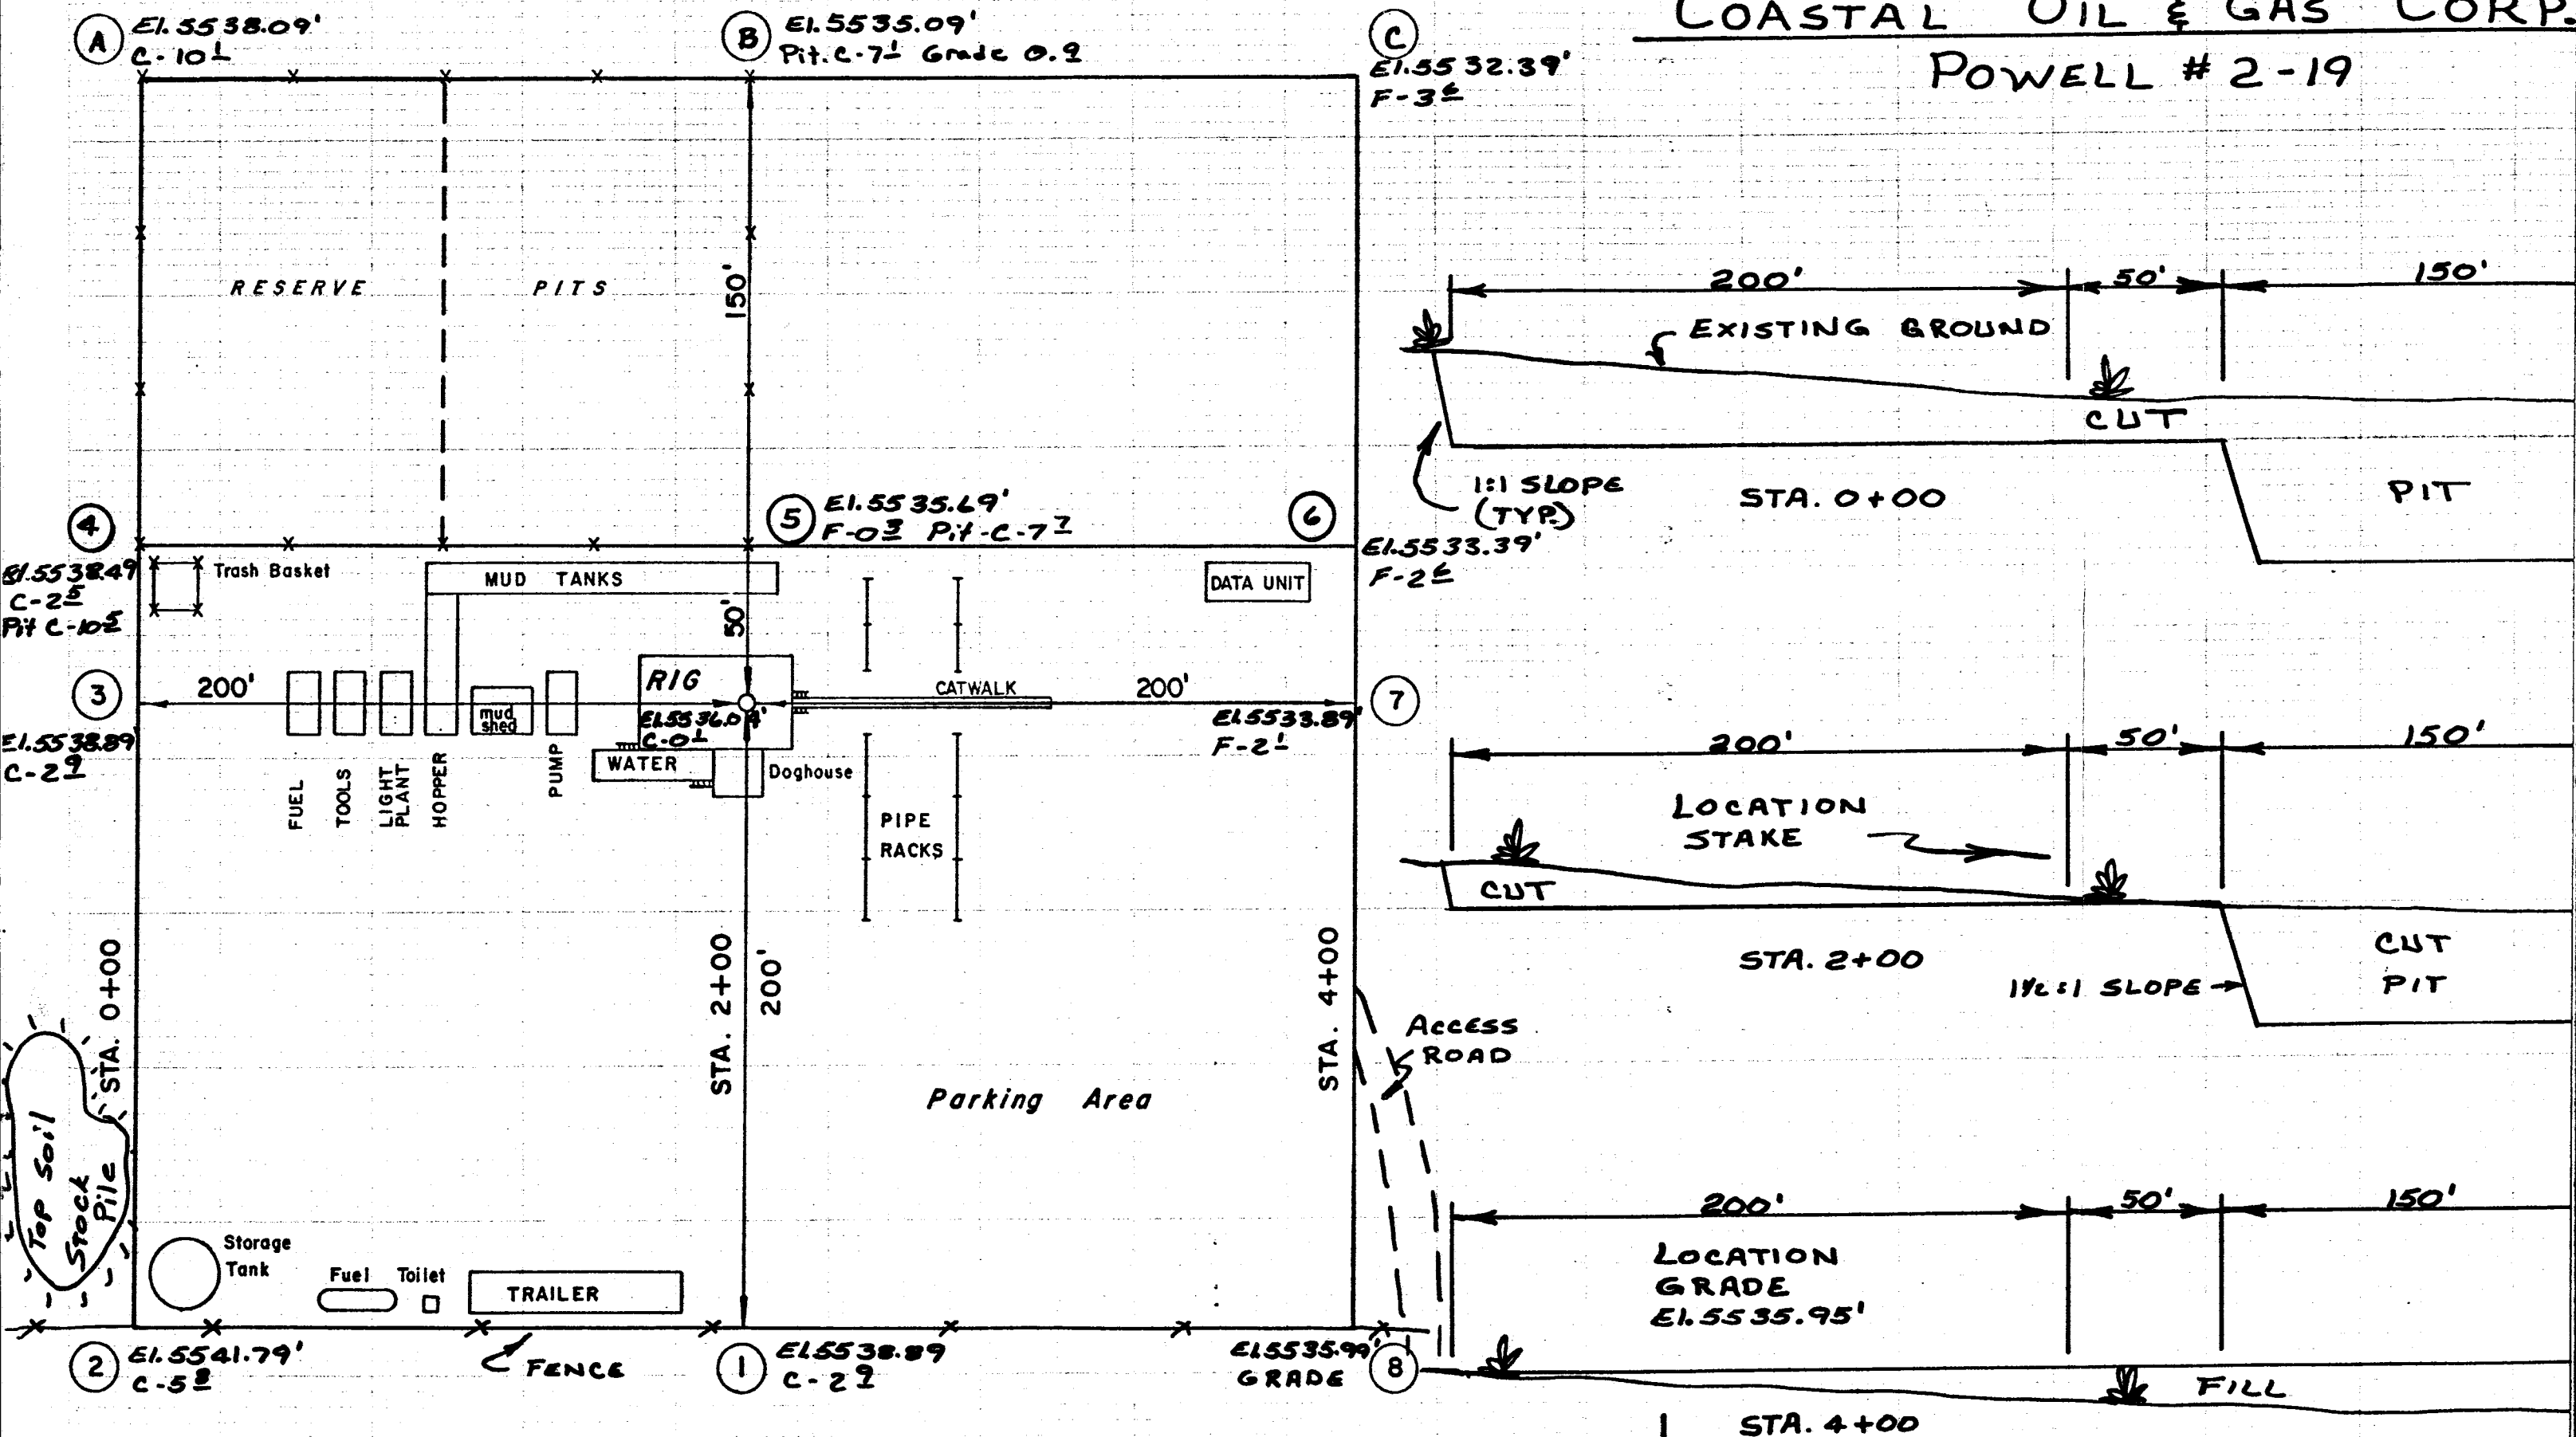 COASTAL OIL & GAS CORP.
POWELL # 2-19
A El. 5538.09'
C-10 1
B El. 5535.09'
Pit. C-7 1 Grade 0.9
C
El. 5532.39'
F-3 6
RESERVE PITS
150'
4
El. 5538.49
C-2 5
Pit C-10 5
5 El. 5535.69'
F-0 3 Pit-C-7 7
6
El. 5533.39'
F-2 6
Trash Basket
MUD TANKS
DATA UNIT
50'
3
El. 5538.89
C-2 9
200'
RIG
El. 5536.04'
C-0 1
CATWALK
200'
El. 5533.89'
F-2 1
7
mud
shed
WATER
Doghouse
FUEL
TOOLS
LIGHT
PLANT
HOPPER
PUMP
PIPE
RACKS
STA. 0+00
STA. 2+00
200'
STA. 4+00
ACCESS
ROAD
Parking Area
Top Soil
Stock
Pile
Storage
Tank
Fuel
Toilet
TRAILER
2 El. 5541.79'
C-5 8
FENCE
1 El. 5538.89
C-2 9
El. 5535.99'
GRADE
8
200' 50' 150'
EXISTING GROUND
CUT
1:1 SLOPE
(TYP.)
STA. 0+00
PIT
200' 50' 150'
LOCATION
STAKE
CUT
STA. 2+00
1½:1 SLOPE
CUT
PIT
200' 50' 150'
LOCATION
GRADE
El. 5535.95'
FILL
STA. 4+00